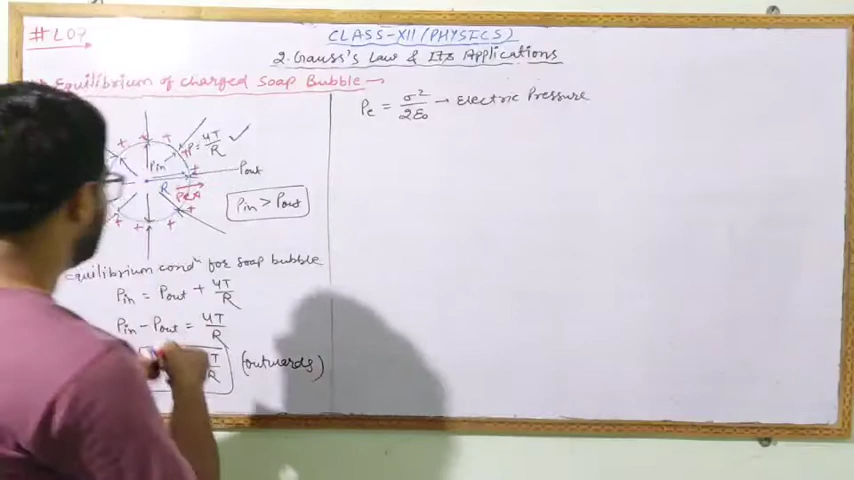 #L07
CLASS-XII (PHYSICS)
2. Gauss's Law & Its Applications
Equilibrium of charged Soap Bubble →
P = 4T/R ✓
Pin
Pout
R
Pin > Pout
Equilibrium condⁿ for soap bubble
Pin = Pout + 4T/R
Pin - Pout = 4T/R
(outwards)
Pe = σ²/2ε₀ → Electric Pressure